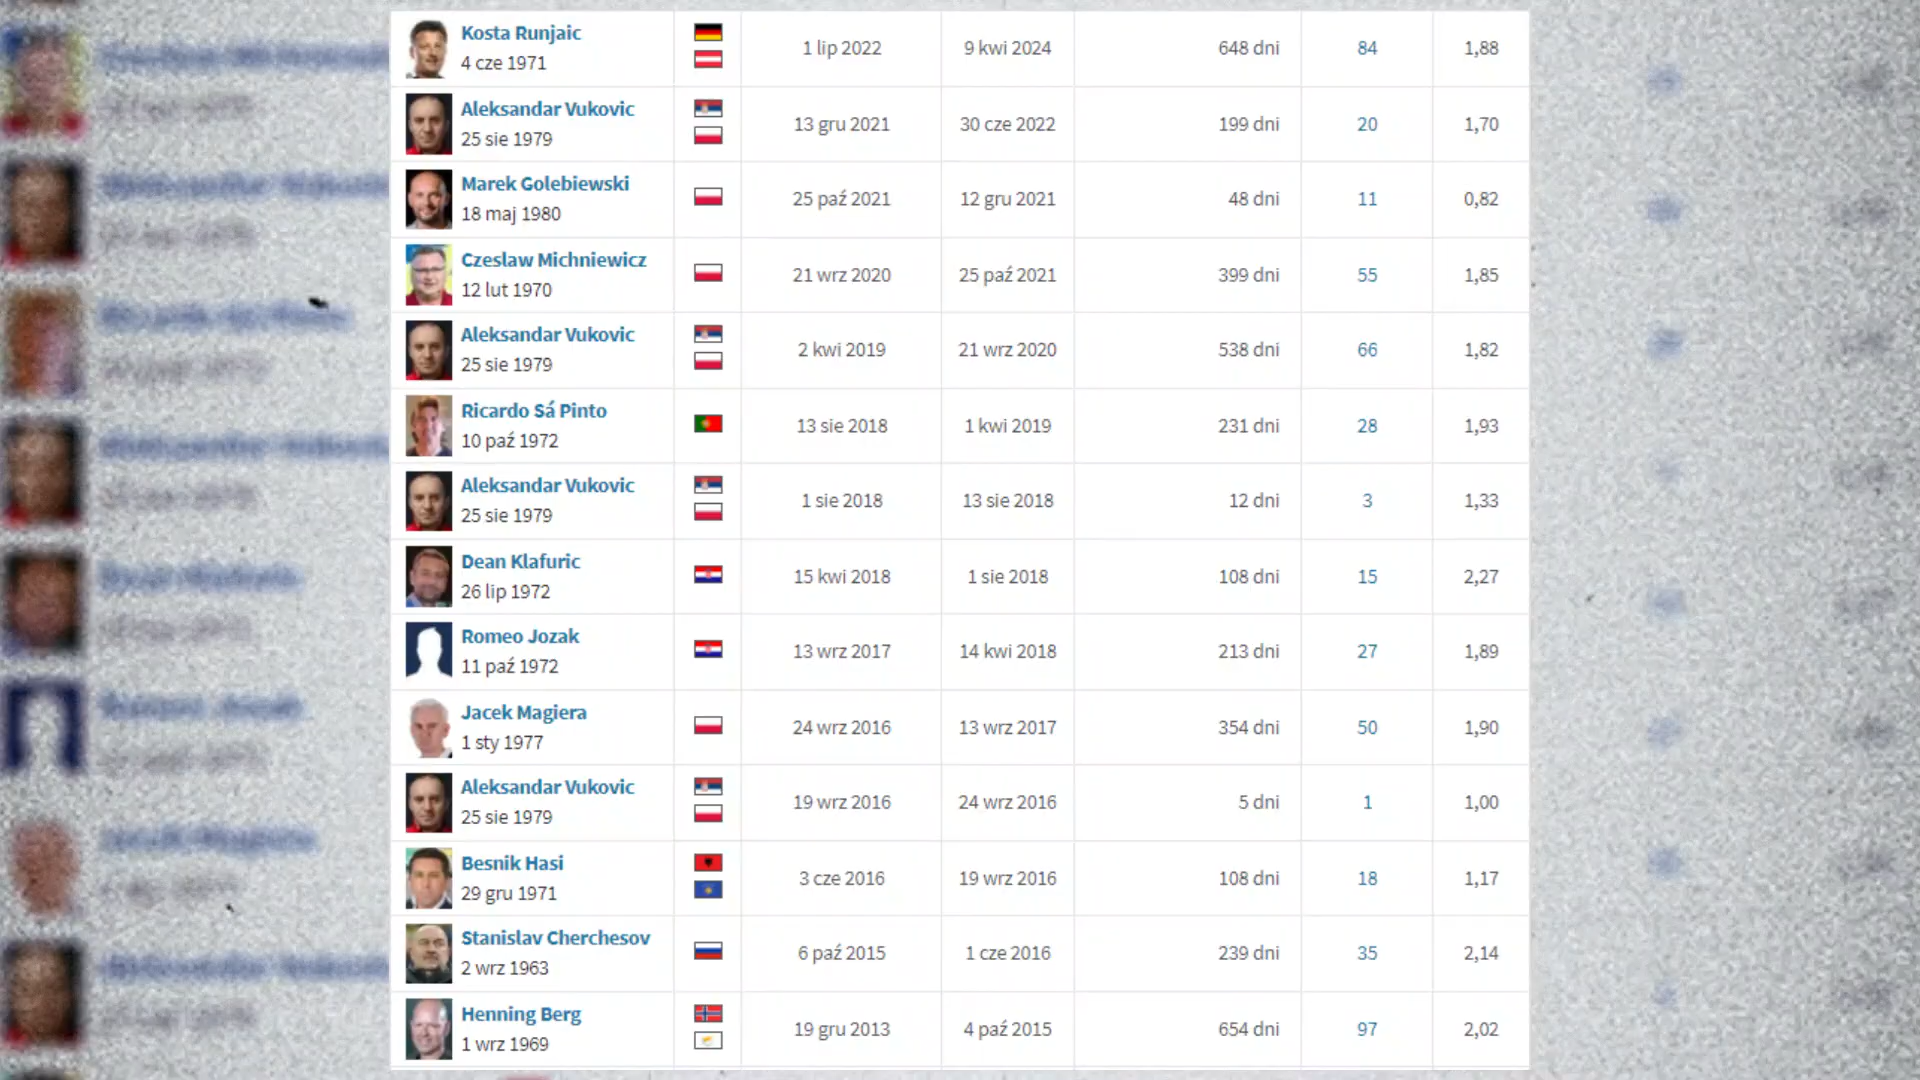 Kosta Runjaic
4 cze 1971
1 lip 2022 9 kwi 2024 648 dni 84 1,88
Aleksandar Vukovic
25 sie 1979
13 gru 2021 30 cze 2022 199 dni 20 1,70
Marek Golebiewski
18 maj 1980
25 paź 2021 12 gru 2021 48 dni 11 0,82
Czeslaw Michniewicz
12 lut 1970
21 wrz 2020 25 paź 2021 399 dni 55 1,85
Aleksandar Vukovic
25 sie 1979
2 kwi 2019 21 wrz 2020 538 dni 66 1,82
Ricardo Sá Pinto
10 paź 1972
13 sie 2018 1 kwi 2019 231 dni 28 1,93
Aleksandar Vukovic
25 sie 1979
1 sie 2018 13 sie 2018 12 dni 3 1,33
Dean Klafuric
26 lip 1972
15 kwi 2018 1 sie 2018 108 dni 15 2,27
Romeo Jozak
11 paź 1972
13 wrz 2017 14 kwi 2018 213 dni 27 1,89
Jacek Magiera
1 sty 1977
24 wrz 2016 13 wrz 2017 354 dni 50 1,90
Aleksandar Vukovic
25 sie 1979
19 wrz 2016 24 wrz 2016 5 dni 1 1,00
Besnik Hasi
29 gru 1971
3 cze 2016 19 wrz 2016 108 dni 18 1,17
Stanislav Cherchesov
2 wrz 1963
6 paź 2015 1 cze 2016 239 dni 35 2,14
Henning Berg
1 wrz 1969
19 gru 2013 4 paź 2015 654 dni 97 2,02